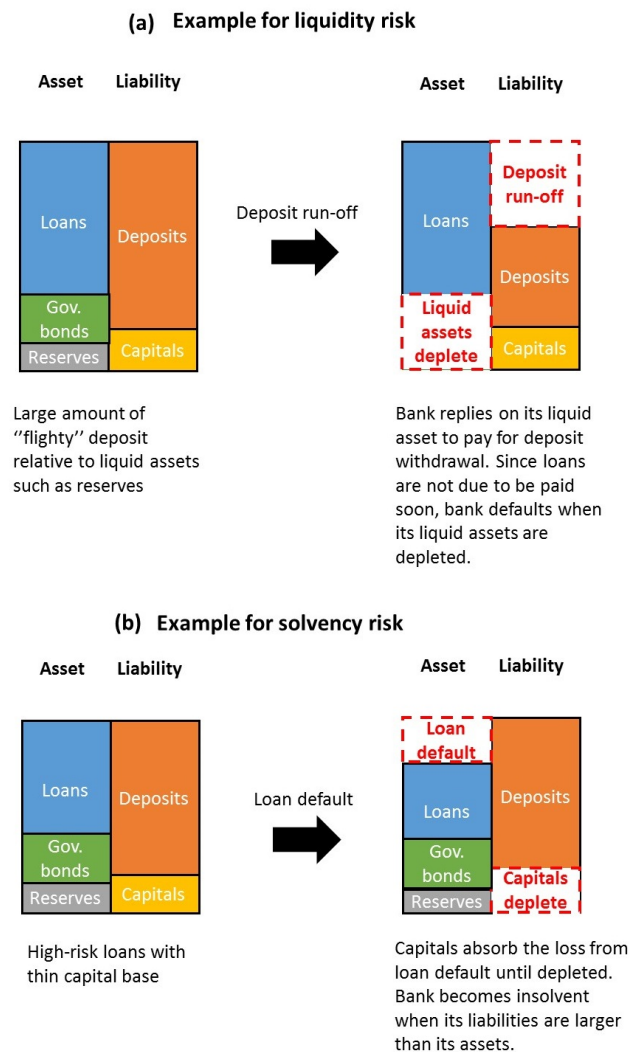 (a) Example for liquidity risk
Asset Liability
Loans
Deposits
Gov.
bonds
Reserves
Capitals
Deposit run-off
Asset Liability
Loans
Deposit
run-off
Deposits
Liquid
assets
deplete
Capitals
Large amount of
‘‘flighty’’ deposit
relative to liquid assets
such as reserves
Bank replies on its liquid
asset to pay for deposit
withdrawal. Since loans
are not due to be paid
soon, bank defaults when
its liquid assets are
depleted.
(b) Example for solvency risk
Asset Liability
Loans
Deposits
Gov.
bonds
Reserves
Capitals
Loan default
Asset Liability
Loan
default
Loans
Deposits
Gov.
bonds
Reserves
Capitals
deplete
High-risk loans with
thin capital base
Capitals absorb the loss from
loan default until depleted.
Bank becomes insolvent
when its liabilities are larger
than its assets.